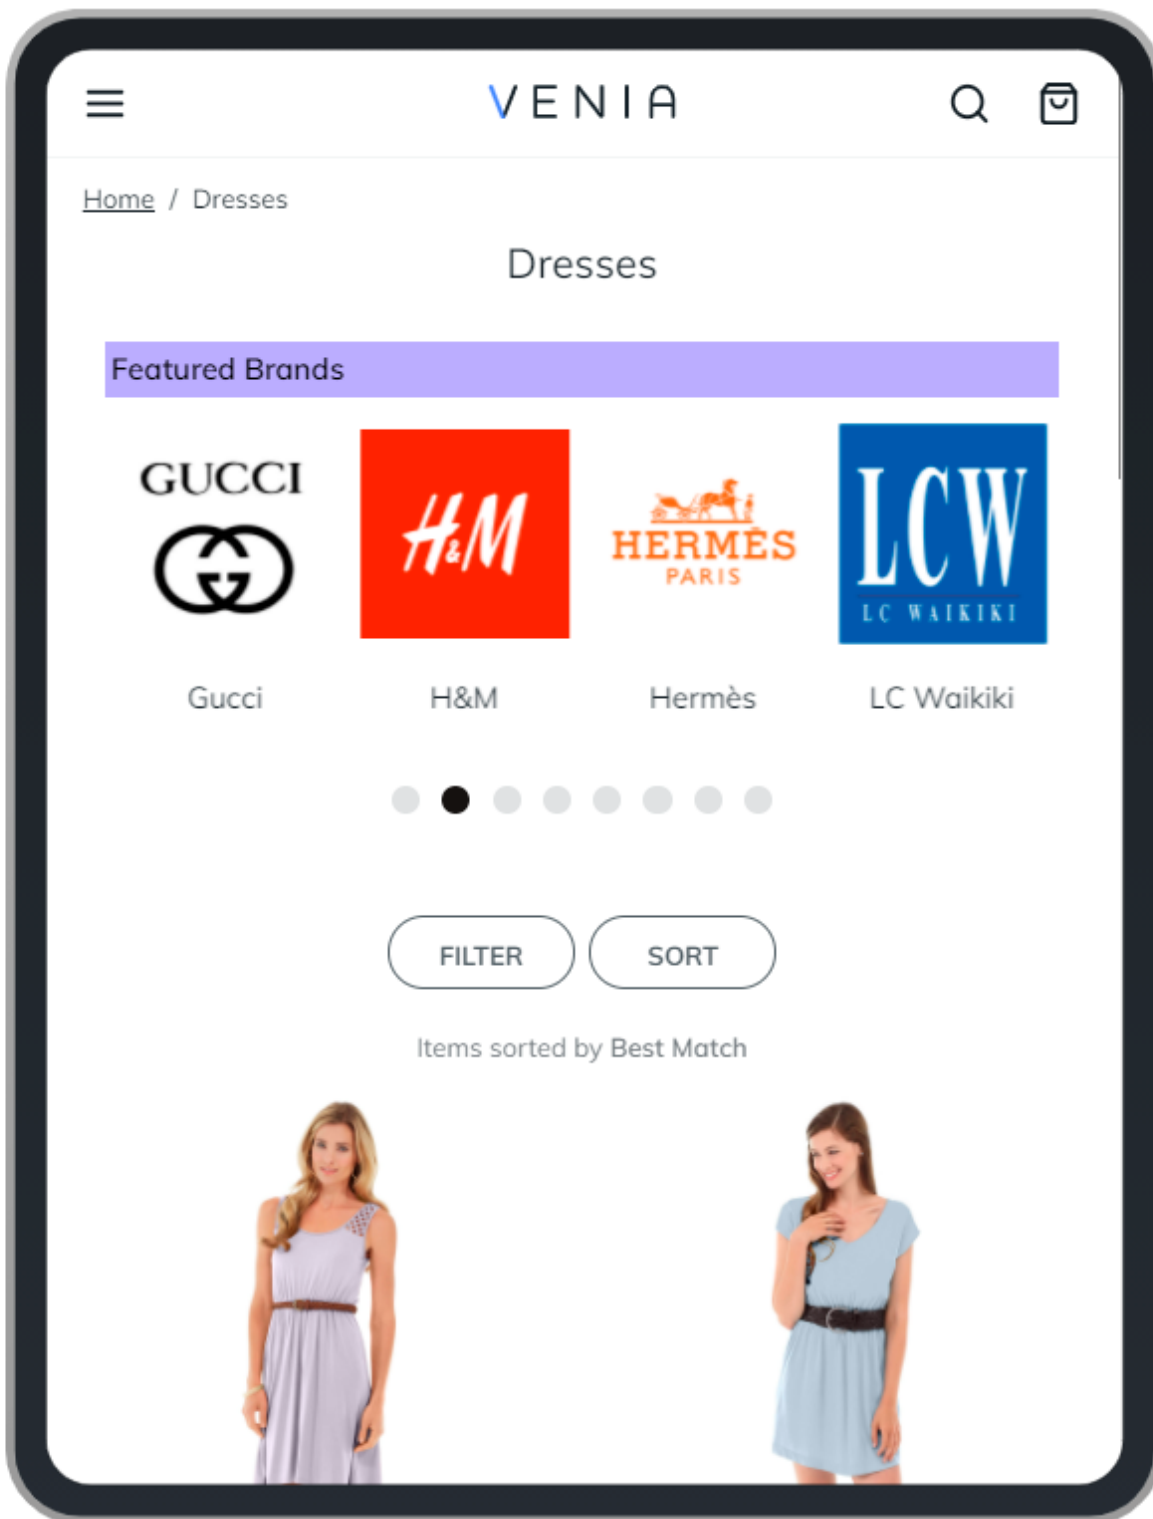 VENIA
Home / Dresses
Dresses
Featured Brands
GUCCI
H&M
HERMÈS
PARIS
LCW
LC WAIKIKI
Gucci
H&M
Hermès
LC Waikiki
FILTER
SORT
Items sorted by Best Match